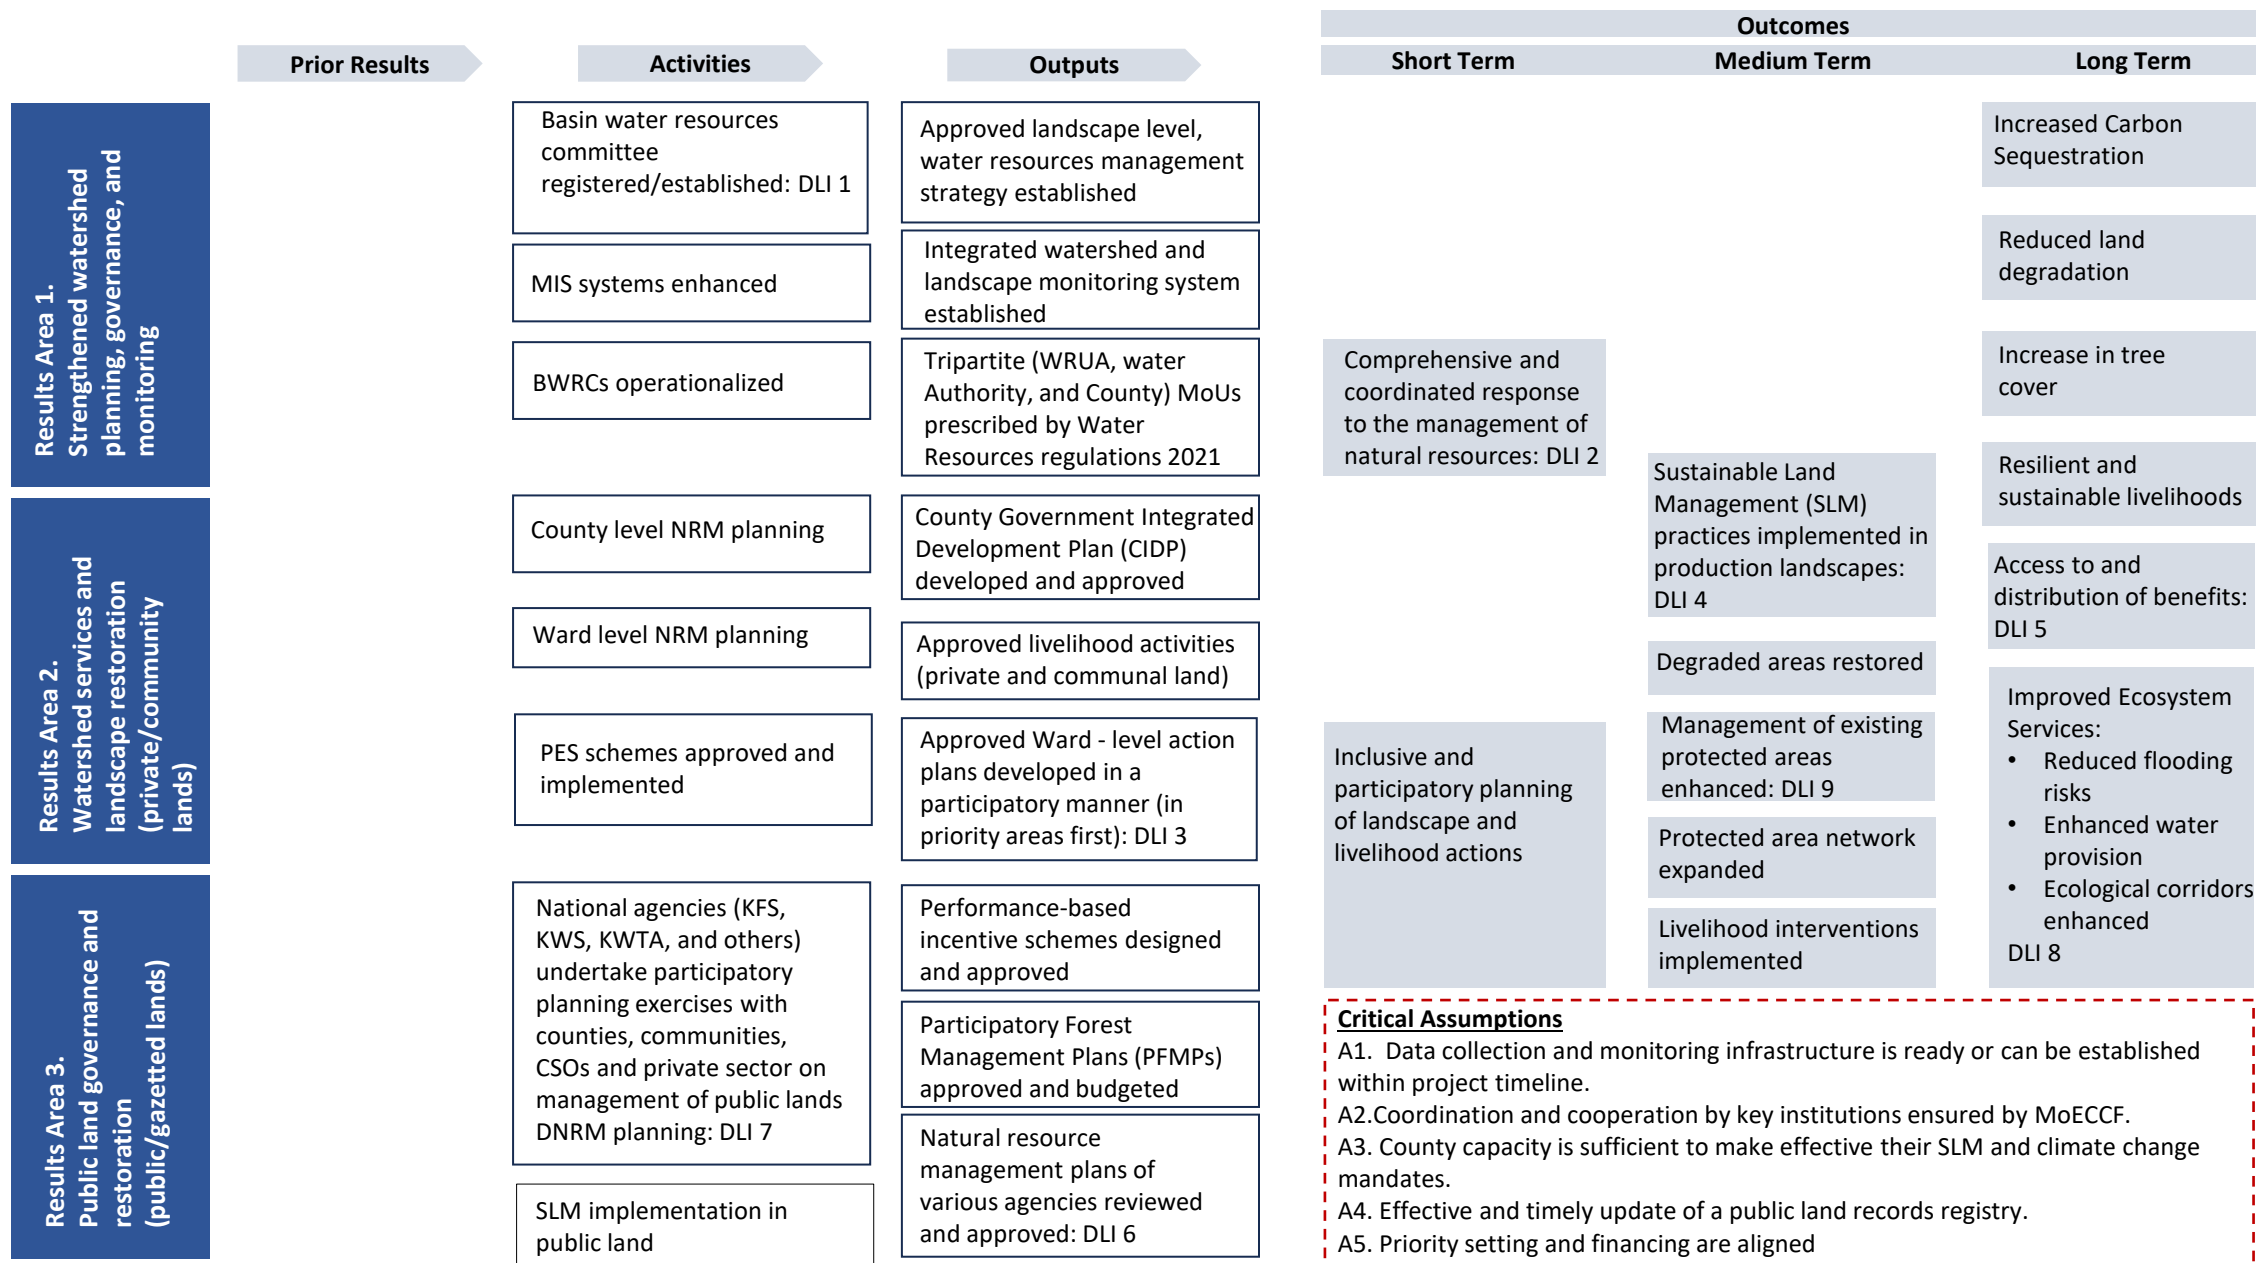 Outcomes
Prior Results
Activities
Outputs
Short Term
Medium Term
Long Term
Results Area 1.
Strengthened watershed
planning, governance, and
monitoring
Results Area 2.
Watershed services and
landscape restoration
(private/community
lands)
Results Area 3.
Public land governance and
restoration
(public/gazetted lands)
Basin water resources
committee
registered/established: DLI 1
MIS systems enhanced
BWRCs operationalized
County level NRM planning
Ward level NRM planning
PES schemes approved and
implemented
National agencies (KFS,
KWS, KWTA, and others)
undertake participatory
planning exercises with
counties, communities,
CSOs and private sector on
management of public lands
DNRM planning: DLI 7
SLM implementation in
public land
Approved landscape level,
water resources management
strategy established
Integrated watershed and
landscape monitoring system
established
Tripartite (WRUA, water
Authority, and County) MoUs
prescribed by Water
Resources regulations 2021
County Government Integrated
Development Plan (CIDP)
developed and approved
Approved livelihood activities
(private and communal land)
Approved Ward - level action
plans developed in a
participatory manner (in
priority areas first): DLI 3
Performance-based
incentive schemes designed
and approved
Participatory Forest
Management Plans (PFMPs)
approved and budgeted
Natural resource
management plans of
various agencies reviewed
and approved: DLI 6
Comprehensive and
coordinated response
to the management of
natural resources: DLI 2
Inclusive and
participatory planning
of landscape and
livelihood actions
Sustainable Land
Management (SLM)
practices implemented in
production landscapes:
DLI 4
Degraded areas restored
Management of existing
protected areas
enhanced: DLI 9
Protected area network
expanded
Livelihood interventions
implemented
Increased Carbon
Sequestration
Reduced land
degradation
Increase in tree
cover
Resilient and
sustainable livelihoods
Access to and
distribution of benefits:
DLI 5
Improved Ecosystem
Services:
• Reduced flooding
risks
• Enhanced water
provision
• Ecological corridors
enhanced
DLI 8
Critical Assumptions
A1. Data collection and monitoring infrastructure is ready or can be established
within project timeline.
A2.Coordination and cooperation by key institutions ensured by MoECCF.
A3. County capacity is sufficient to make effective their SLM and climate change
mandates.
A4. Effective and timely update of a public land records registry.
A5. Priority setting and financing are aligned